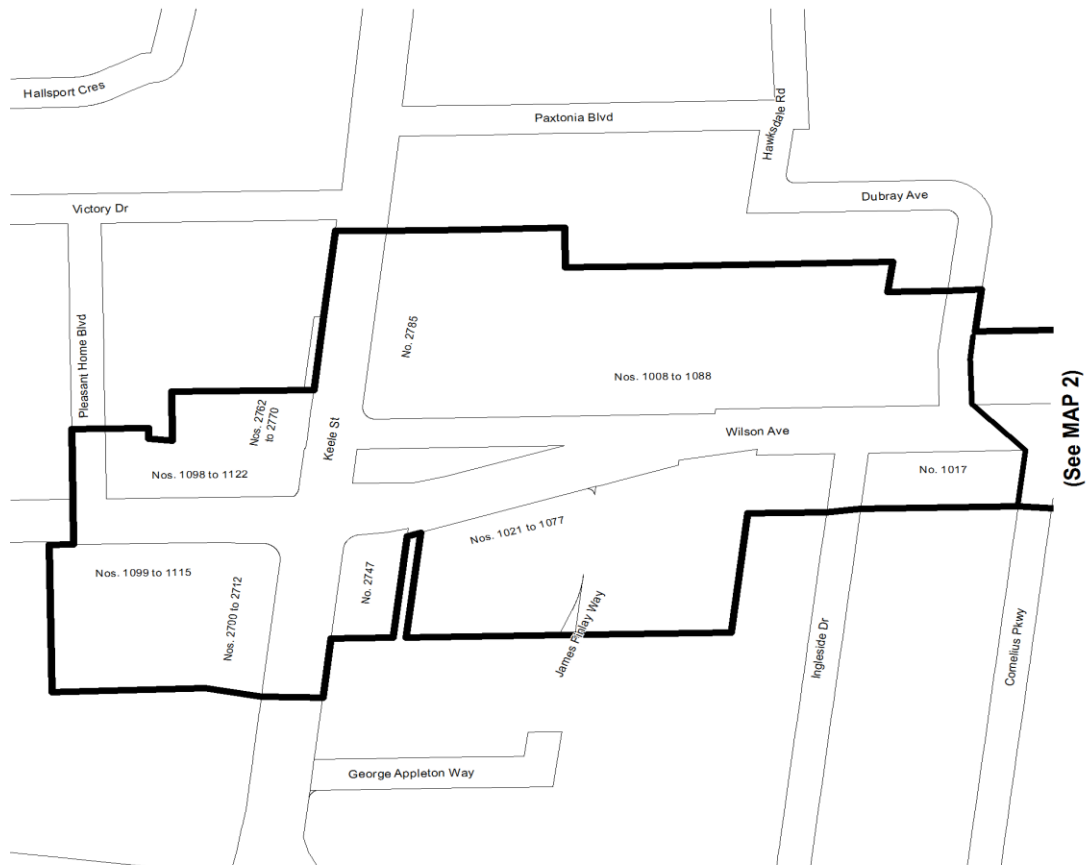 Hallsport Cres
Paxtonia Blvd
Hawksdale Rd
Victory Dr
Dubray Ave
Pleasant Home Blvd
No. 2785
Nos. 1008 to 1088
(See MAP 2)
Nos. 2762
to 2770
Keele St
Wilson Ave
Nos. 1098 to 1122
No. 1017
Nos. 1021 to 1077
Nos. 1099 to 1115
No. 2747
Nos. 2700 to 2712
James Finlay Way
Ingleside Dr
Cornelius Pkwy
George Appleton Way